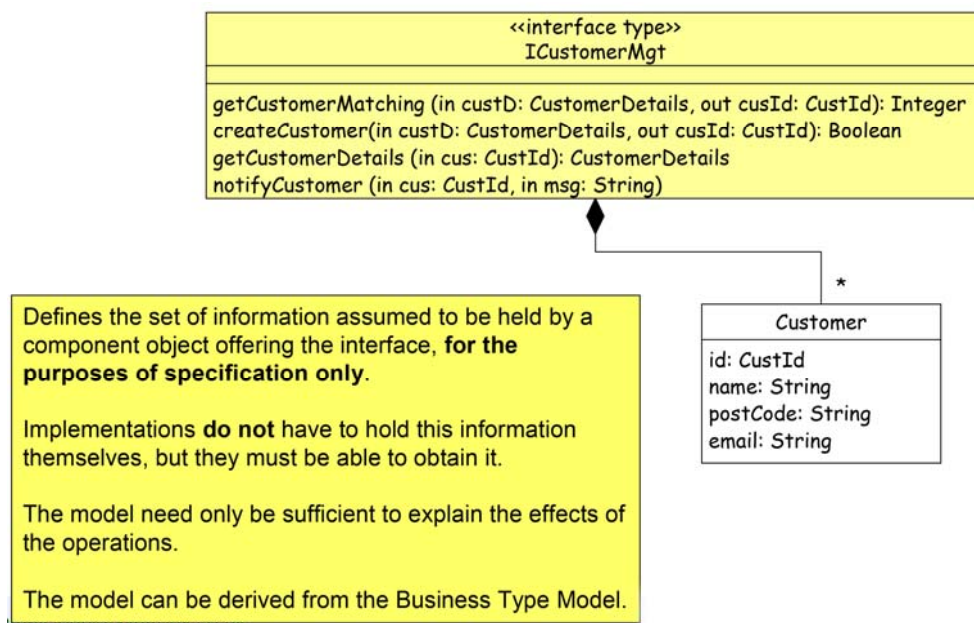 «interface type»
ICustomerMgt
getCustomerMatching (in custD: CustomerDetails, out cusId: CustId): Integer
createCustomer(in custD: CustomerDetails, out cusId: CustId): Boolean
getCustomerDetails (in cus: CustId): CustomerDetails
notifyCustomer (in cus: CustId, in msg: String)
*
Customer
id: CustId
name: String
postCode: String
email: String
Defines the set of information assumed to be held by a
component object offering the interface, for the
purposes of specification only.
Implementations do not have to hold this information
themselves, but they must be able to obtain it.
The model need only be sufficient to explain the effects of
the operations.
The model can be derived from the Business Type Model.